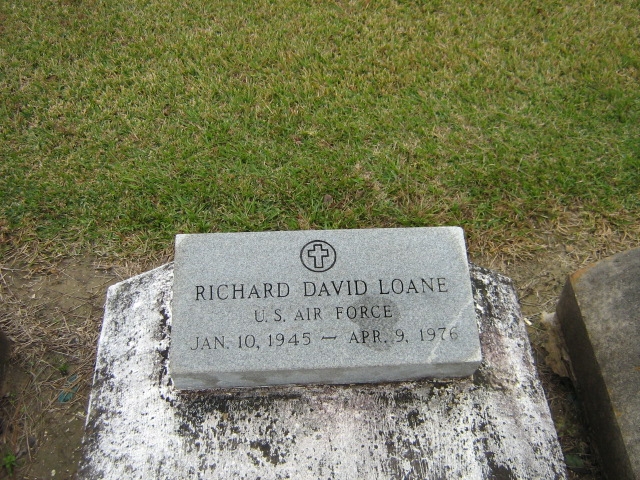 RICHARD DAVID LOANE
U.S. AIR FORCE
JAN. 10, 1945 — APR. 9, 1976